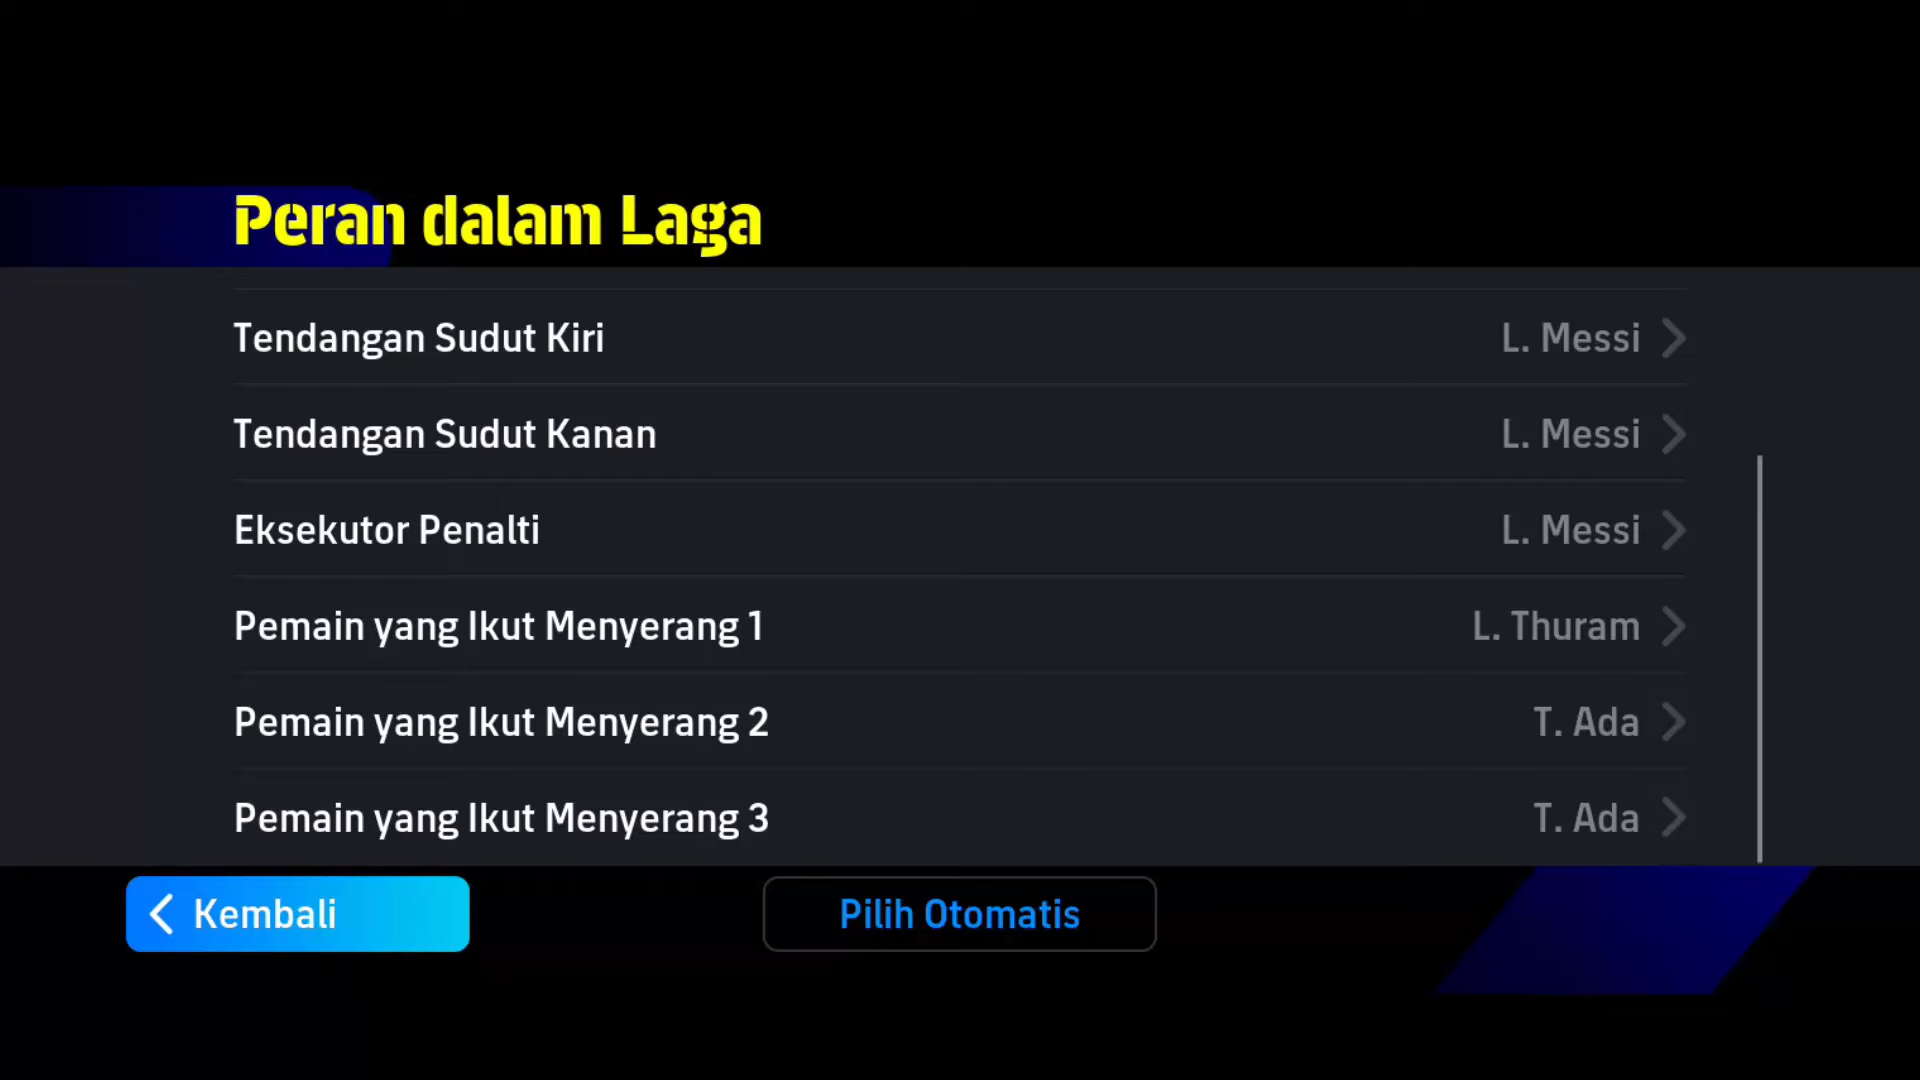 Peran dalam Laga
Tendangan Sudut Kiri L. Messi
Tendangan Sudut Kanan L. Messi
Eksekutor Penalti L. Messi
Pemain yang Ikut Menyerang 1 L. Thuram
Pemain yang Ikut Menyerang 2 T. Ada
Pemain yang Ikut Menyerang 3 T. Ada
Kembali Pilih Otomatis